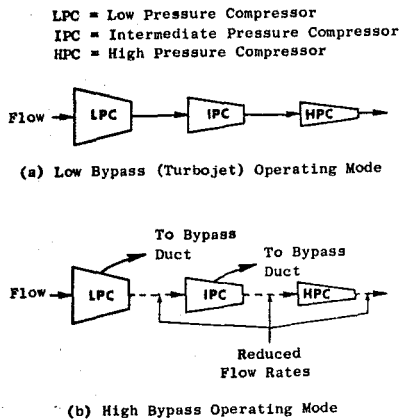 LPC = Low Pressure Compressor
IPC = Intermediate Pressure Compressor
HPC = High Pressure Compressor
Flow
LPC
IPC
HPC
(a) Low Bypass (Turbojet) Operating Mode
To Bypass
Duct
To Bypass
Duct
Flow
LPC
IPC
HPC
Reduced
Flow Rates
(b) High Bypass Operating Mode